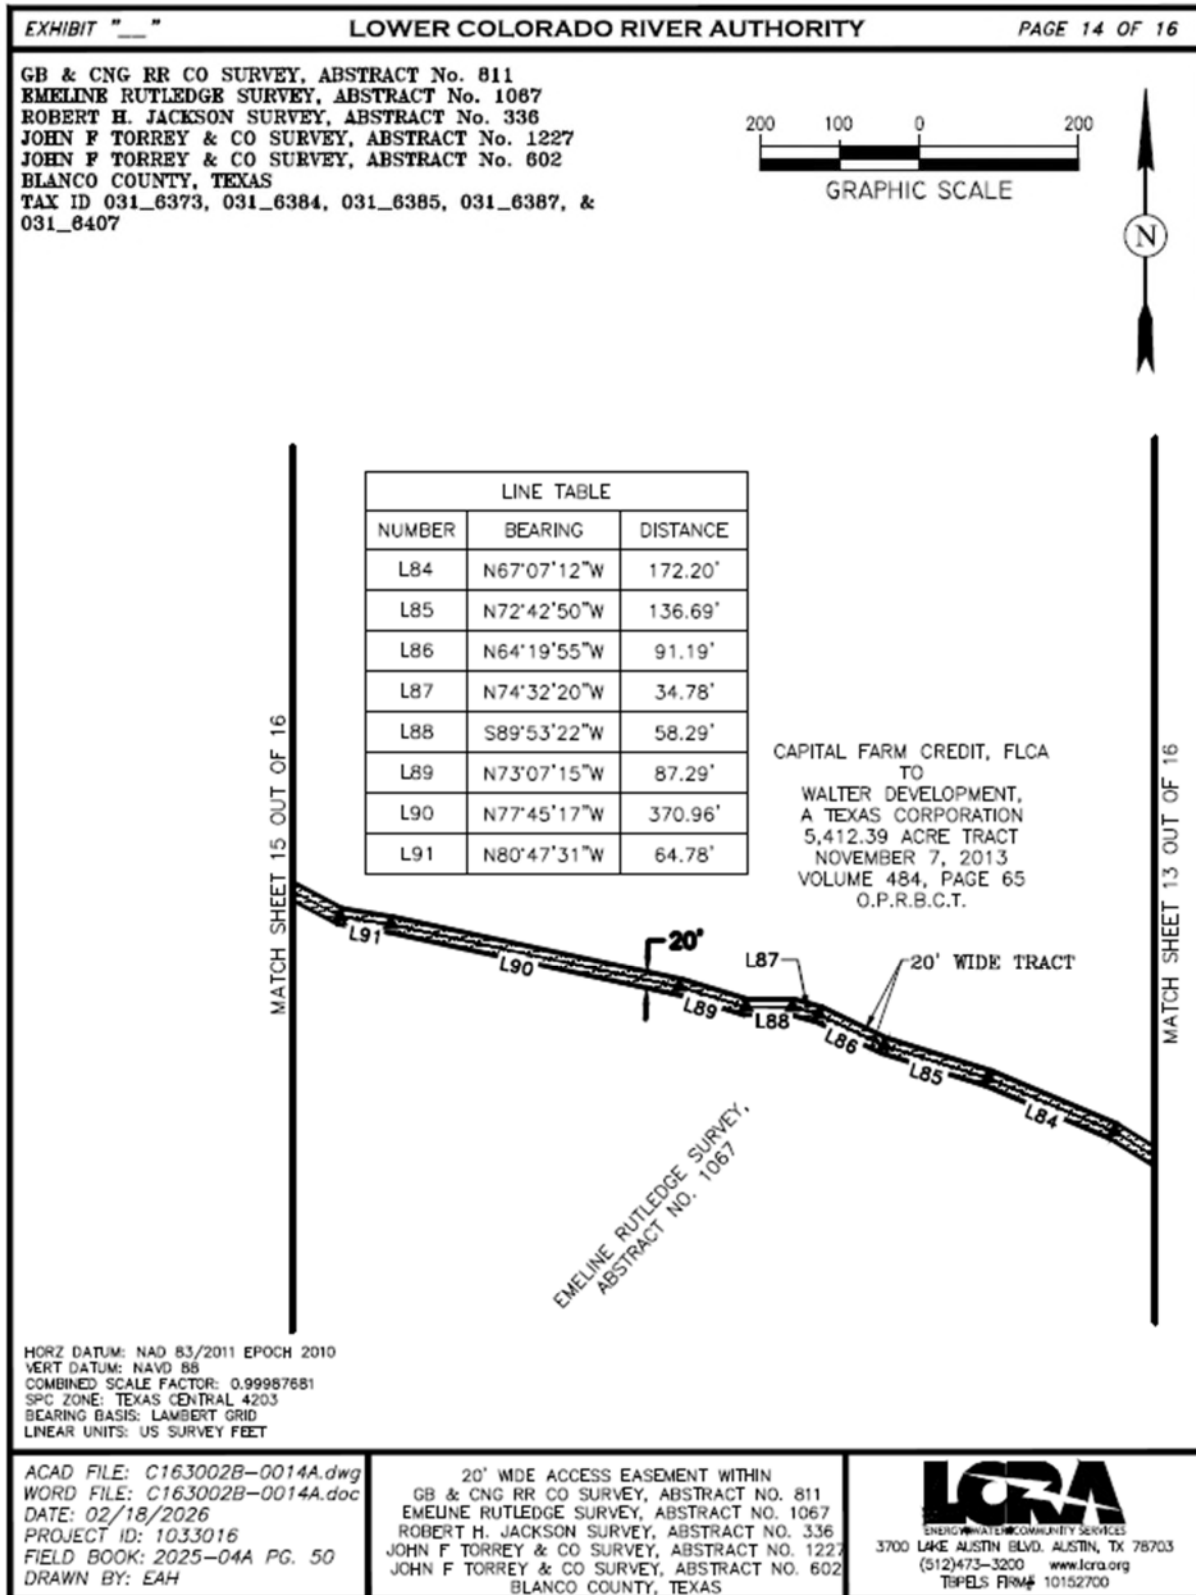 EXHIBIT "__"
LOWER COLORADO RIVER AUTHORITY
PAGE 14 OF 16
GB & CNG RR CO SURVEY, ABSTRACT No. 811
EMELINE RUTLEDGE SURVEY, ABSTRACT No. 1067
ROBERT H. JACKSON SURVEY, ABSTRACT No. 336
JOHN F TORREY & CO SURVEY, ABSTRACT No. 1227
JOHN F TORREY & CO SURVEY, ABSTRACT No. 602
BLANCO COUNTY, TEXAS
TAX ID 031_6373, 031_6384, 031_6385, 031_6387, &
031_6407
200 100 0 200
GRAPHIC SCALE
N
LINE TABLE
NUMBER BEARING DISTANCE
L84 N67°07'12"W 172.20'
L85 N72°42'50"W 136.69'
L86 N64°19'55"W 91.19'
L87 N74°32'20"W 34.78'
L88 S89°53'22"W 58.29'
L89 N73°07'15"W 87.29'
L90 N77°45'17"W 370.96'
L91 N80°47'31"W 64.78'
MATCH SHEET 15 OUT OF 16
CAPITAL FARM CREDIT, FLCA
TO
WALTER DEVELOPMENT,
A TEXAS CORPORATION
5,412.39 ACRE TRACT
NOVEMBER 7, 2013
VOLUME 484, PAGE 65
O.P.R.B.C.T.
MATCH SHEET 13 OUT OF 16
L91
L90
20'
L89
L88
L87
L86
20' WIDE TRACT
L85
L84
EMELINE RUTLEDGE SURVEY,
ABSTRACT NO. 1067
HORZ DATUM: NAD 83/2011 EPOCH 2010
VERT DATUM: NAVD 88
COMBINED SCALE FACTOR: 0.99987681
SPC ZONE: TEXAS CENTRAL 4203
BEARING BASIS: LAMBERT GRID
LINEAR UNITS: US SURVEY FEET
ACAD FILE: C163002B-0014A.dwg
WORD FILE: C163002B-0014A.doc
DATE: 02/18/2026
PROJECT ID: 1033016
FIELD BOOK: 2025-04A PG. 50
DRAWN BY: EAH
20' WIDE ACCESS EASEMENT WITHIN
GB & CNG RR CO SURVEY, ABSTRACT NO. 811
EMELINE RUTLEDGE SURVEY, ABSTRACT NO. 1067
ROBERT H. JACKSON SURVEY, ABSTRACT NO. 336
JOHN F TORREY & CO SURVEY, ABSTRACT NO. 1227
JOHN F TORREY & CO SURVEY, ABSTRACT NO. 602
BLANCO COUNTY, TEXAS
LCRA
ENERGY•WATER•COMMUNITY SERVICES
3700 LAKE AUSTIN BLVD. AUSTIN, TX 78703
(512)473-3200 www.lcra.org
TBPELS FIRM# 10152700